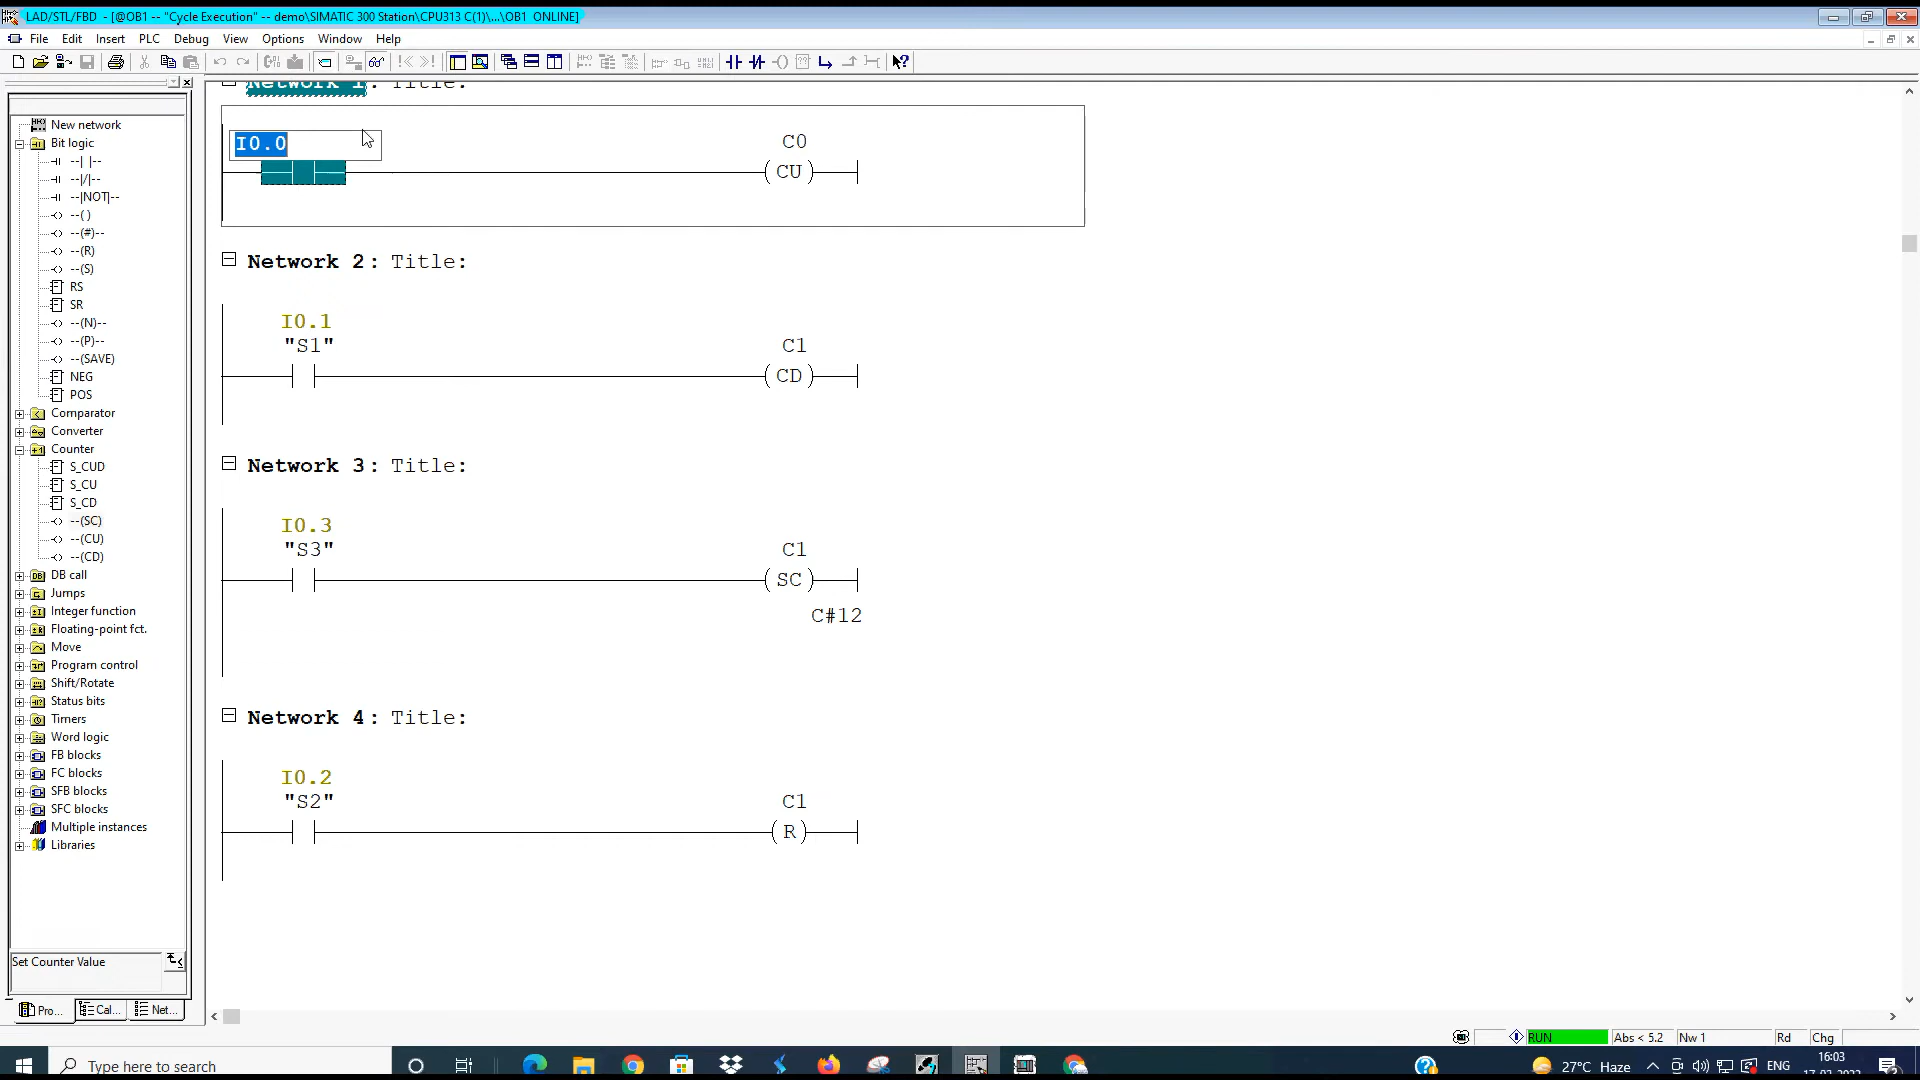 LAD/STL/FBD - [@OB1 -- "Cycle Execution" -- demo\SIMATIC 300 Station\CPU313 C(1)\...\OB1 ONLINE]
File Edit Insert PLC Debug View Options Window Help
Network 1: Title:
New network
Bit logic
--| |--
--|/|--
--|NOT|--
--( )
--(#)--
--(R)
--(S)
RS
SR
--(N)--
--(P)--
--(SAVE)
NEG
POS
Comparator
Converter
Counter
S_CUD
S_CU
S_CD
--(SC)
--(CU)
--(CD)
DB call
Jumps
Integer function
Floating-point fct.
Move
Program control
Shift/Rotate
Status bits
Timers
Word logic
FB blocks
FC blocks
SFB blocks
SFC blocks
Multiple instances
Libraries
Set Counter Value
Pro... Cal... Net...
I0.0
C0
CU
Network 2: Title:
I0.1
"S1"
C1
CD
Network 3: Title:
I0.3
"S3"
C1
SC
C#12
Network 4: Title:
I0.2
"S2"
C1
R
RUN Abs < 5.2 Nw 1 Rd Chg
Type here to search
27°C Haze
ENG
16:03